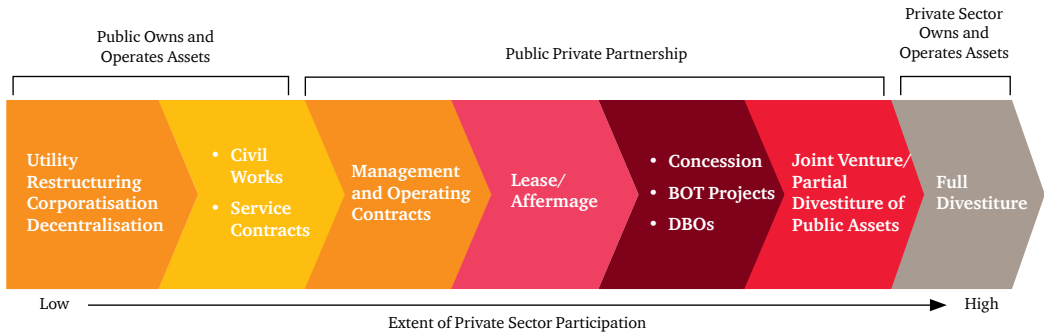 Public Owns and
Operates Assets
Public Private Partnership
Private Sector
Owns and
Operates Assets
Utility
Restructuring
Corporatisation
Decentralisation
• Civil
Works
• Service
Contracts
Management
and Operating
Contracts
Lease/
Affermage
• Concession
• BOT Projects
• DBOs
Joint Venture/
Partial
Divestiture of
Public Assets
Full
Divestiture
Low
High
Extent of Private Sector Participation